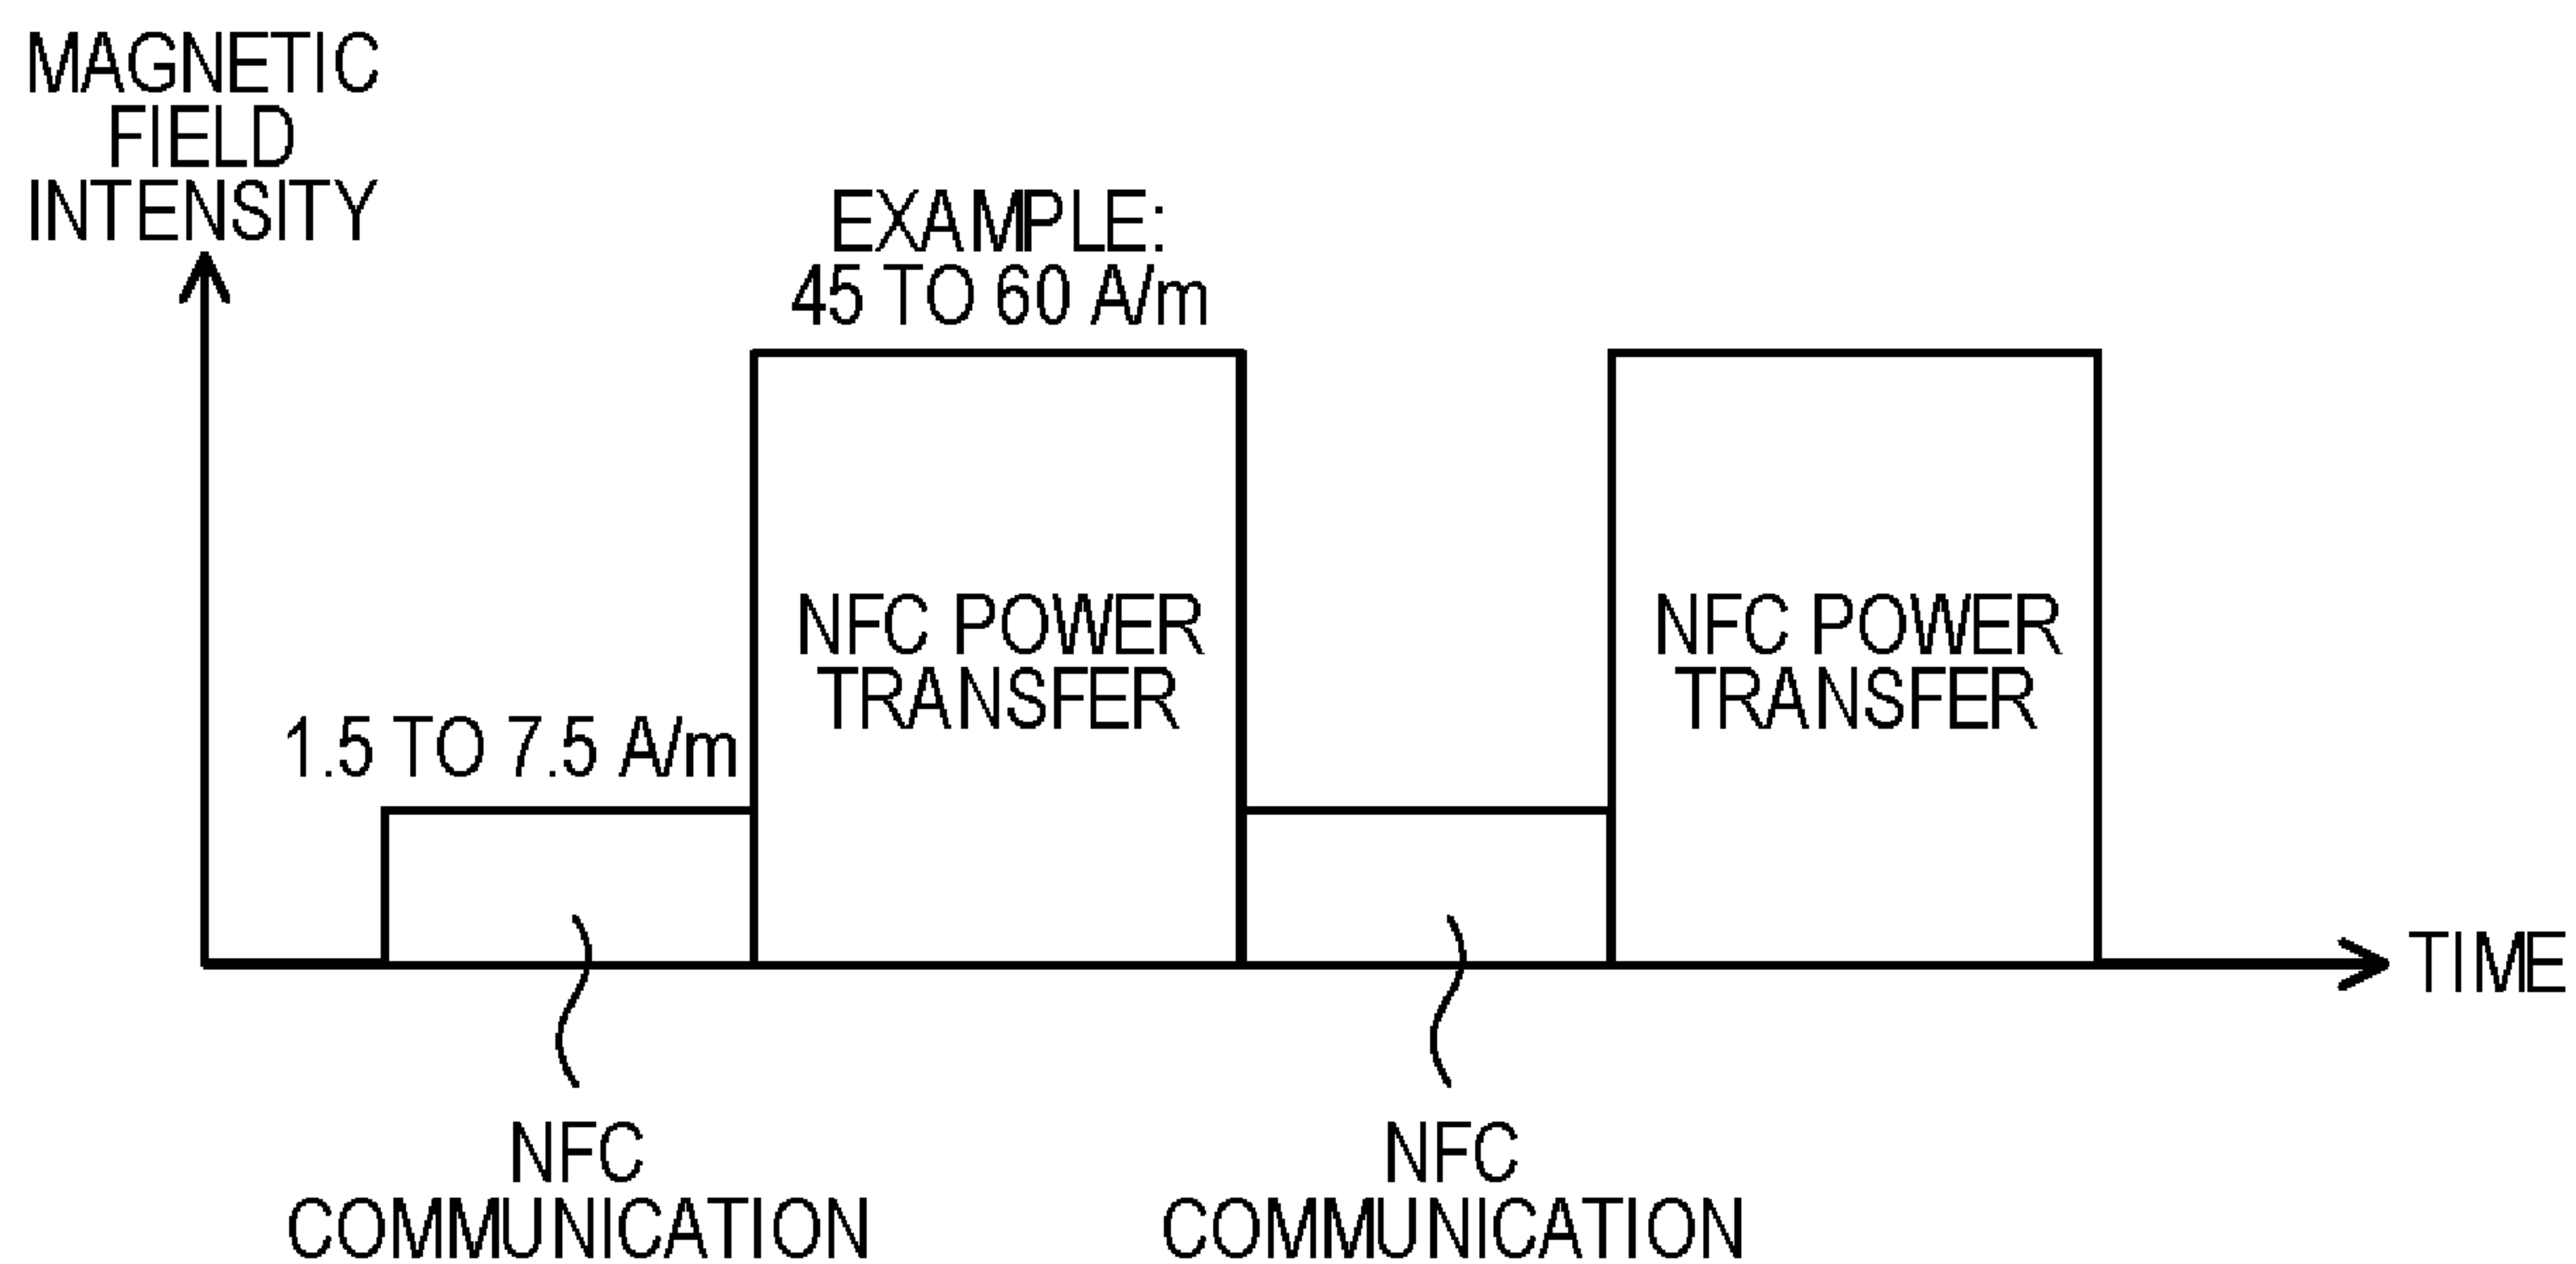 MAGNETIC
FIELD
INTENSITY
EXAMPLE:
45 TO 60 A/m
NFC POWER
TRANSFER
NFC POWER
TRANSFER
1.5 TO 7.5 A/m
TIME
NFC
COMMUNICATION
NFC
COMMUNICATION